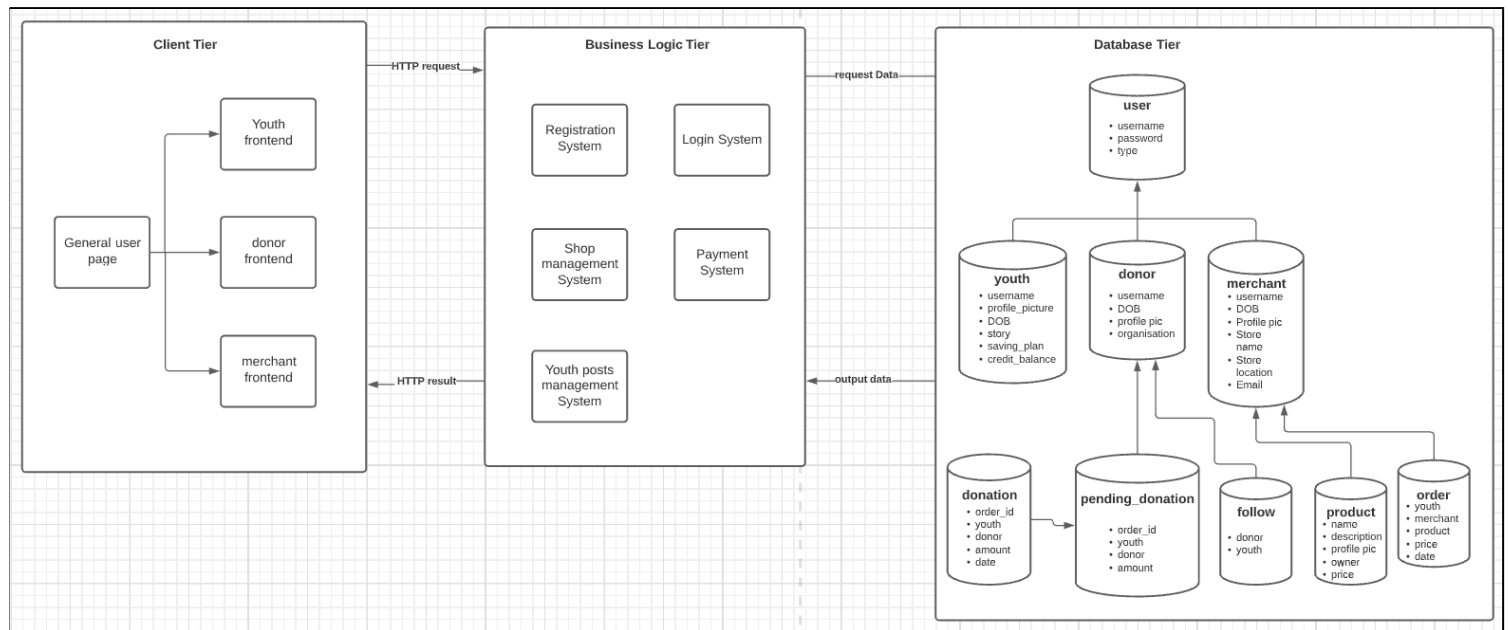 Client Tier
General user
page
Youth
frontend
donor
frontend
merchant
frontend
HTTP request
HTTP result
Business Logic Tier
Registration
System
Login System
Shop
management
System
Payment
System
Youth posts
management
System
request Data
output data
Database Tier
user
• username
• password
• type
youth
• username
• profile_picture
• DOB
• story
• saving_plan
• credit_balance
donor
• username
• DOB
• profile pic
• organisation
merchant
• username
• DOB
• Profile pic
• Store
name
• Store
location
• Email
donation
• order_id
• youth
• donor
• amount
• date
pending_donation
• order_id
• youth
• donor
• amount
follow
• donor
• youth
product
• name
• description
• profile pic
• owner
• price
order
• youth
• merchant
• product
• price
• date